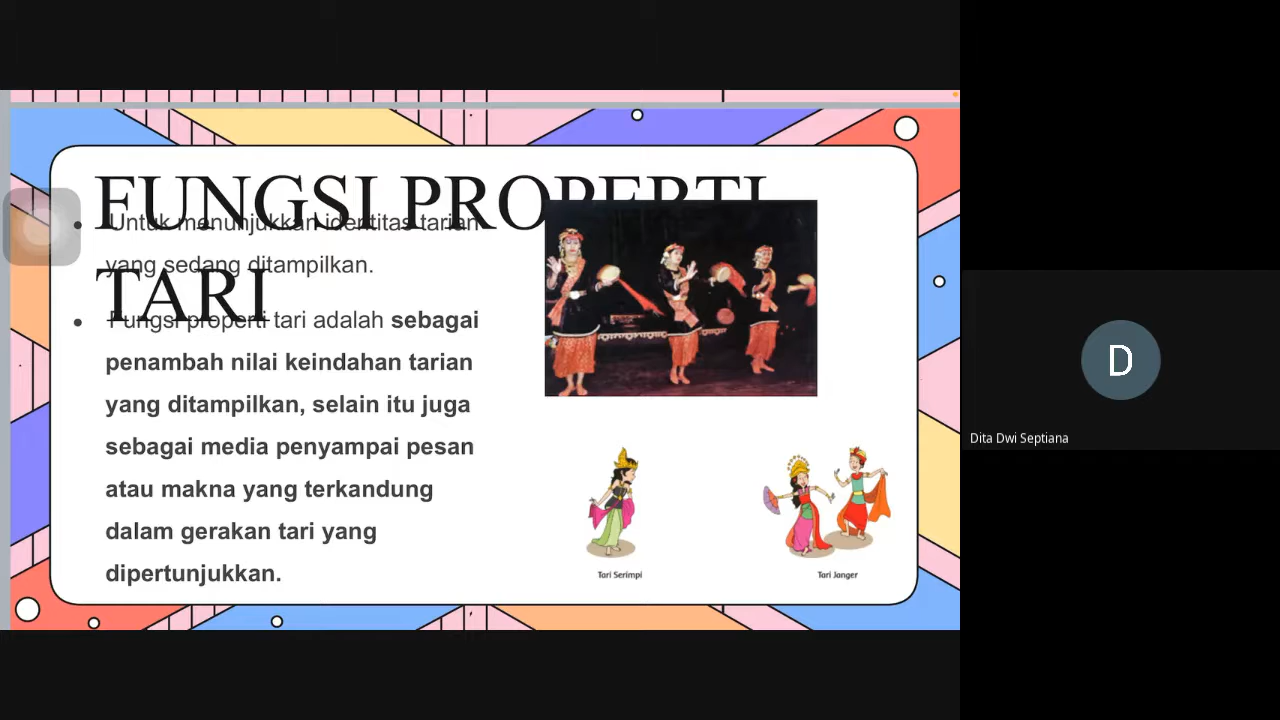 FUNGSI PROPERTI
TARI
Untuk menunjukkan identitas tarian
yang sedang ditampilkan.
Fungsi properti tari adalah sebagai
penambah nilai keindahan tarian
yang ditampilkan, selain itu juga
sebagai media penyampai pesan
atau makna yang terkandung
dalam gerakan tari yang
dipertunjukkan.
Tari Serimpi
Tari Janger
D
Dita Dwi Septiana